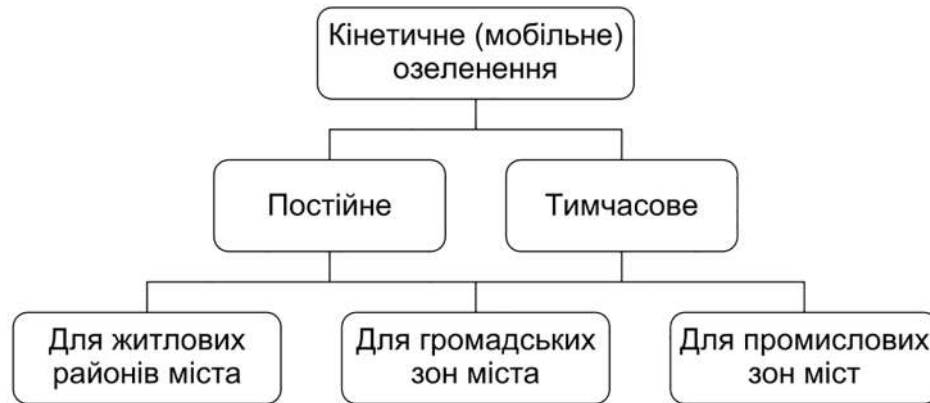 Кінетичне (мобільне)
озеленення
Постійне
Тимчасове
Для житлових
районів міста
Для громадських
зон міста
Для промислових
зон міст